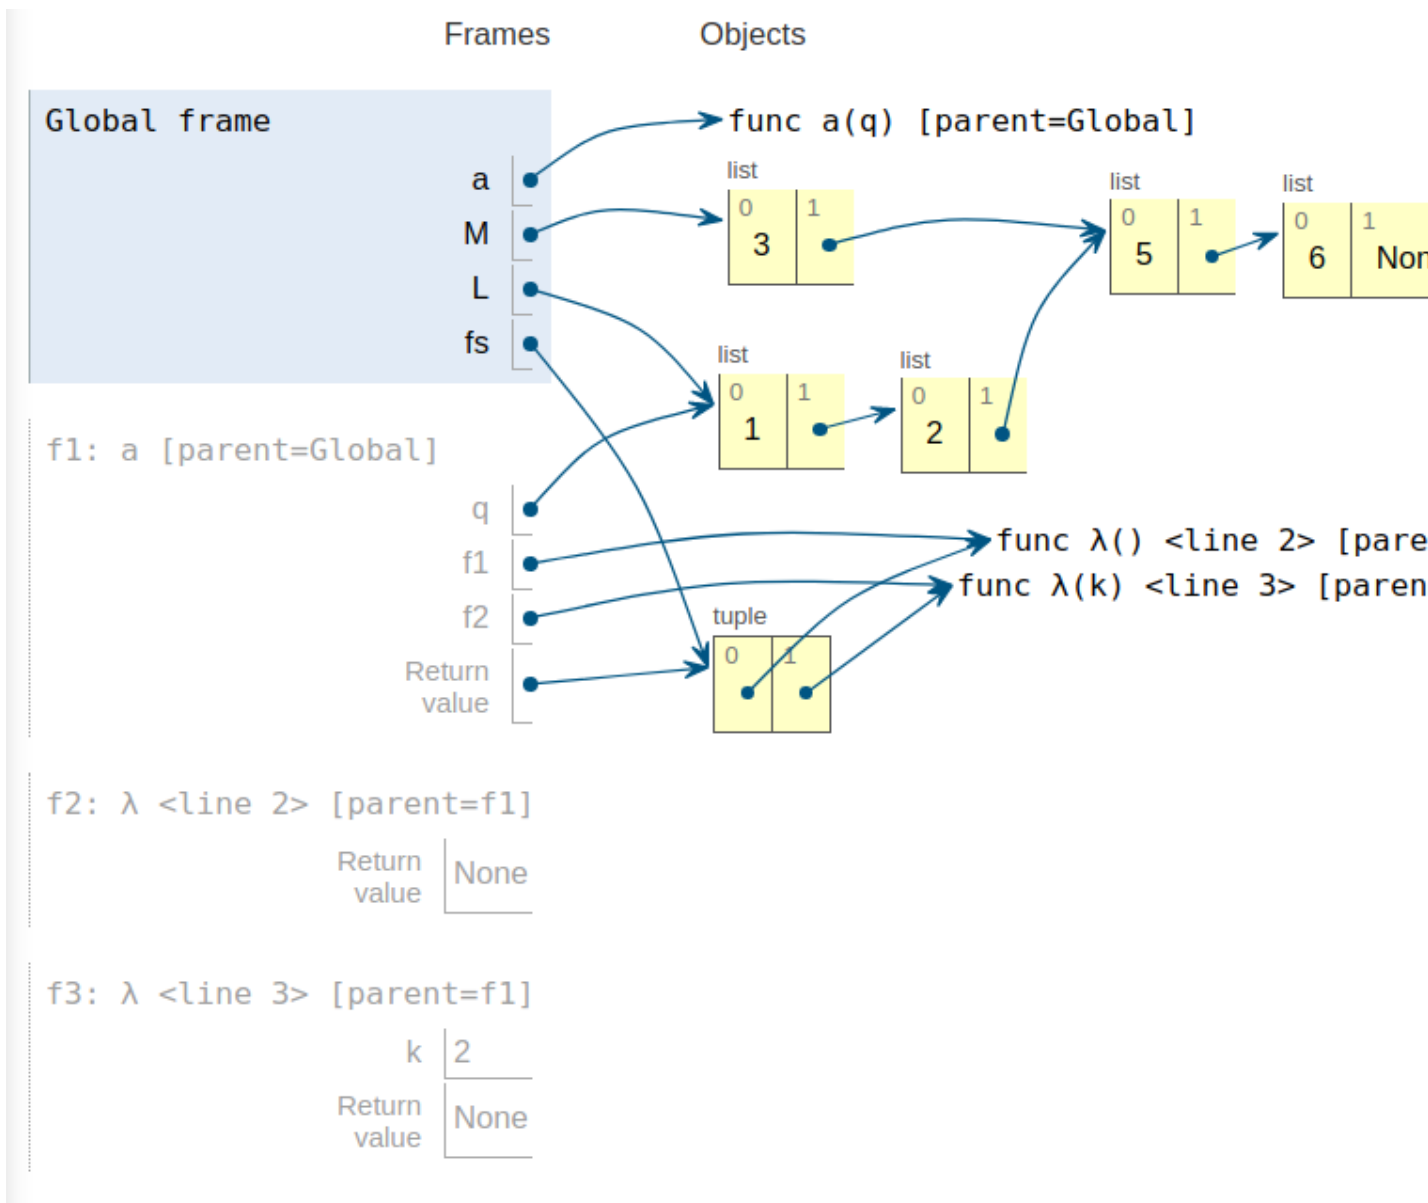 Frames Objects
Global frame
func a(q) [parent=Global]
a
M
L
fs
list
0 1
3
list
0 1
5
list
0 1
6
list
0 1
1
list
0 1
2
f1: a [parent=Global]
q
f1
f2
Return
value
func λ() <line 2> [pare
func λ(k) <line 3> [paren
tuple
0 1
f2: λ <line 2> [parent=f1]
Return
value
None
f3: λ <line 3> [parent=f1]
k 2
Return
value
None